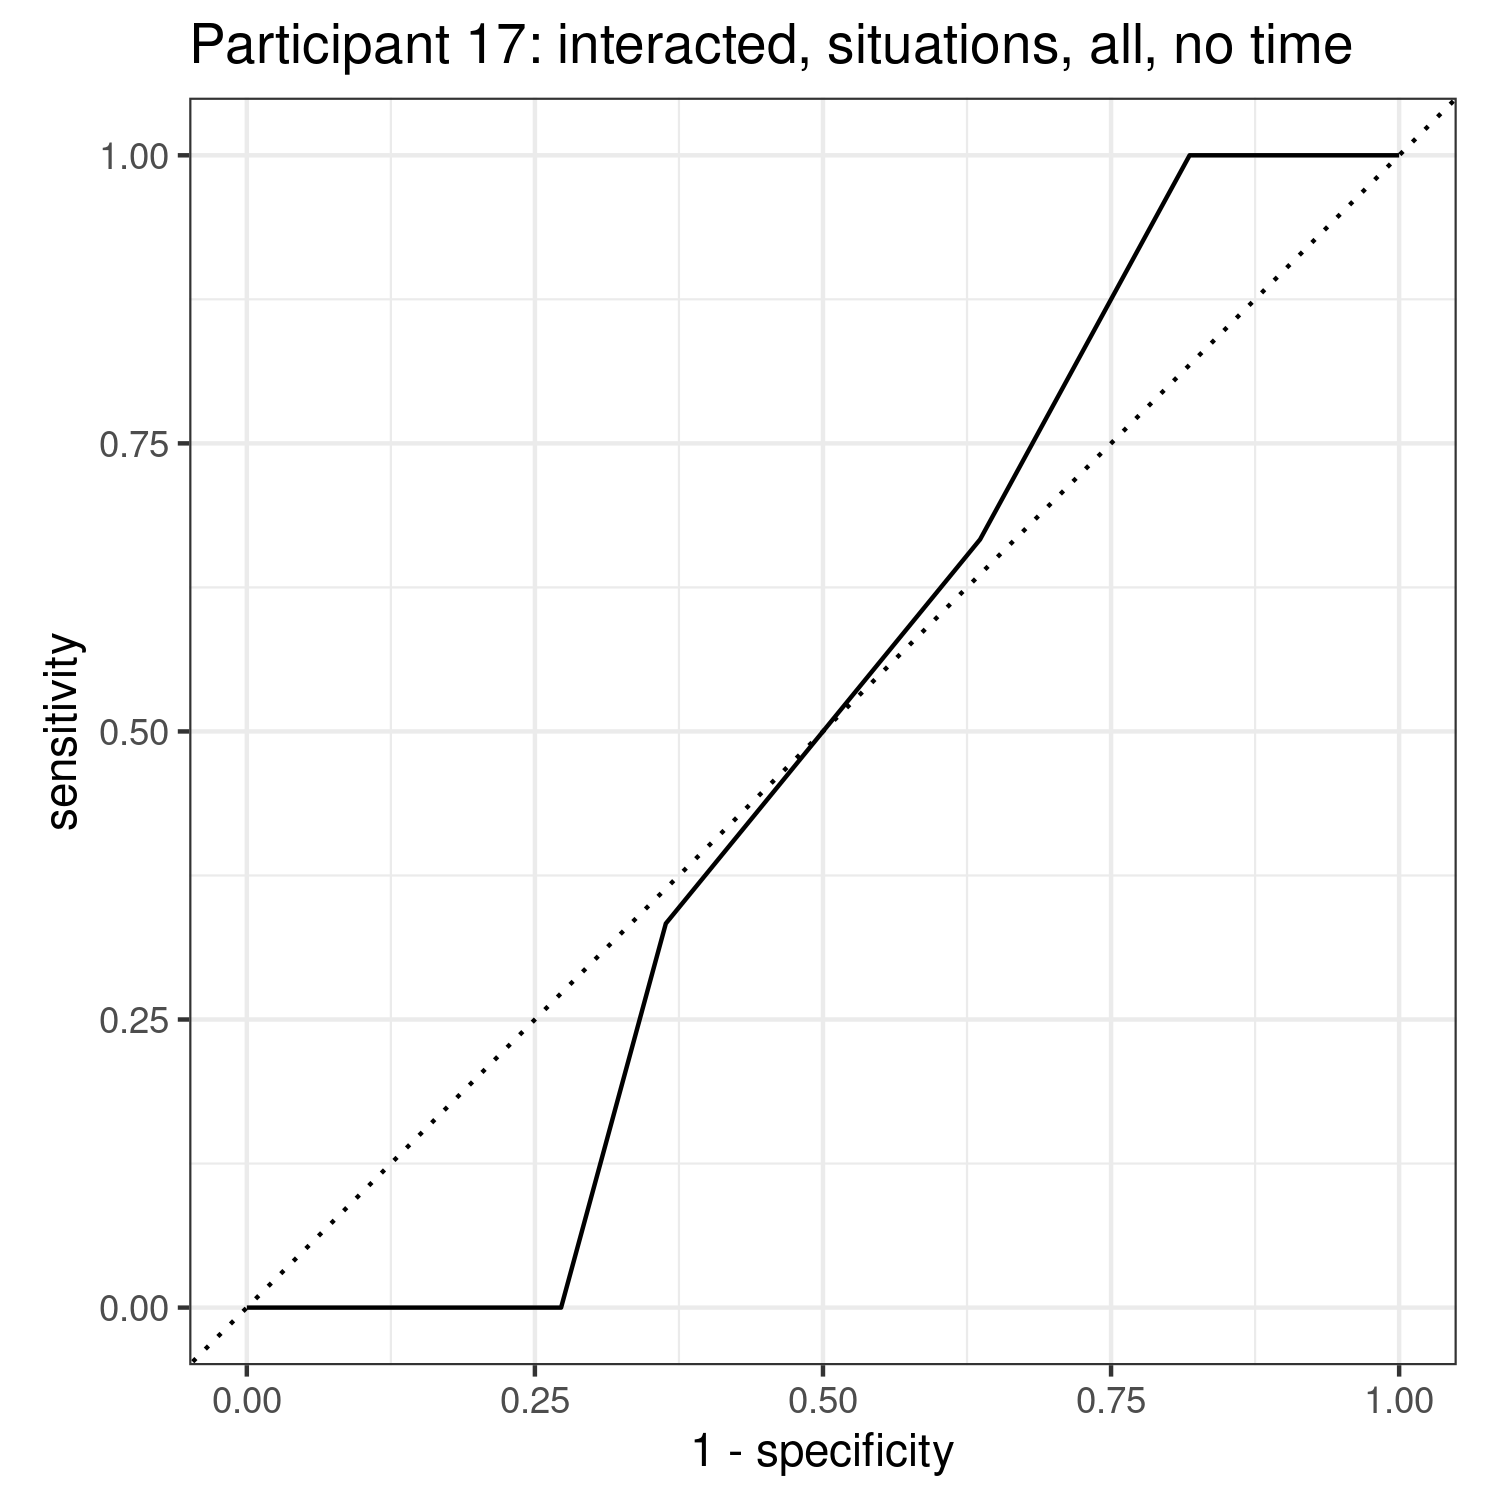 Participant 17: interacted, situations, all, no time
1.00
0.75
0.50
0.25
0.00
sensitivity
0.00 0.25 0.50 0.75 1.00
1 - specificity